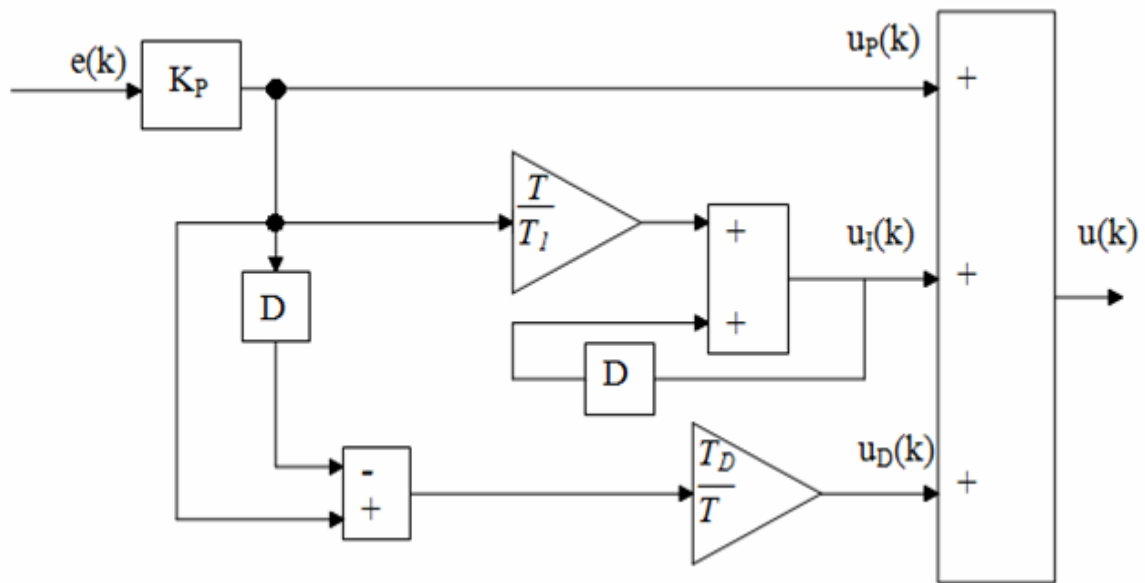 e(k)
K_P
u_P(k)
+
T
T_I
+
+
u_I(k)
+
u(k)
D
D
-
+
T_D
T
u_D(k)
+